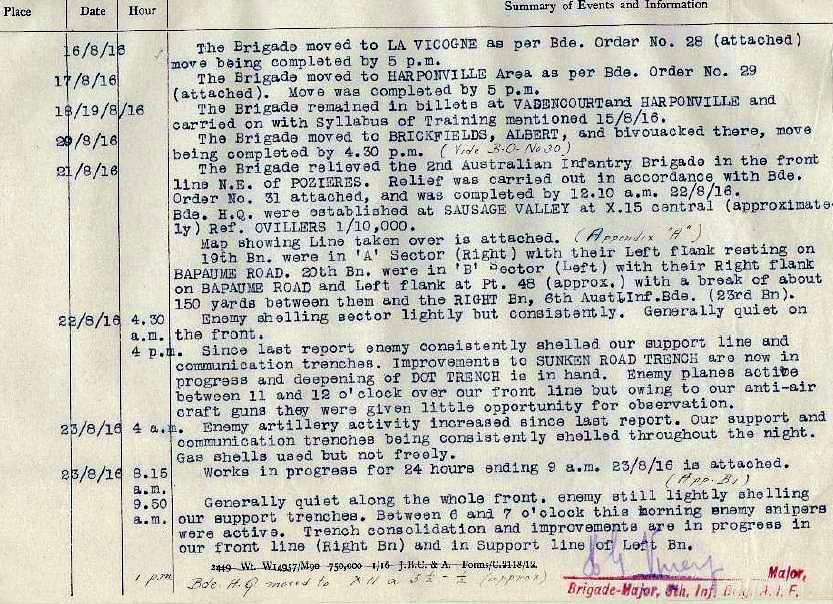 Place Date Hour Summary of Events and Information
16/8/16 The Brigade moved to LA VICOGNE as per Bde. Order No. 28 (attached)
move being completed by 5 p.m.
17/8/16 The Brigade moved to HARPONVILLE Area as per Bde. Order No. 29
(attached). Move was completed by 5 p.m.
18/19/8/16 The Brigade remained in billets at VADENCOURTand HARPONVILLE and
carried on with Syllabus of Training mentioned 15/8/16.
20/8/16 The Brigade moved to BRICKFIELDS, ALBERT, and bivouacked there, move
being completed by 4.30 p.m. (Vide B.O. No 30)
21/8/16 The Brigade relieved the 2nd Australian Infantry Brigade in the front
line N.E. of POZIERES. Relief was carried out in accordance with Bde.
Order No. 31 attached, and was completed by 12.10 a.m. 22/8/16.
Bde. H.Q. were established at SAUSAGE VALLEY at X.15 central (approximate-
ly) Ref. OVILLERS 1/10,000.
Map showing Line taken over is attached. (Appendix "A")
19th Bn. were in 'A' Sector (Right) with their Left flank resting on
BAPAUME ROAD. 20th Bn. were in 'B' Sector (Left) with their Right flank
on BAPAUME ROAD and Left flank at Pt. 48 (approx.) with a break of about
150 yards between them and the RIGHT Bn, 6th Aust.Inf.Bde. (23rd Bn).
22/8/16 4.30 Enemy shelling sector lightly but consistently. Generally quiet on
a.m. the front.
4 p.m. Since last report enemy consistently shelled our support line and
communication trenches. Improvements to SUNKEN ROAD TRENCH are now in
progress and deepening of DOT TRENCH is in hand. Enemy planes active
between 11 and 12 o'clock over our front line but owing to our anti-air
craft guns they were given little opportunity for observation.
23/8/16 4 a.m. Enemy artillery activity increased since last report. Our support and
communication trenches being consistently shelled throughout the night.
Gas shells used but not freely.
23/8/16 8.15 Works in progress for 24 hours ending 9 a.m. 23/8/16 is attached.
a.m. (App. B1)
9.50 Generally quiet along the whole front. enemy still lightly shelling
a.m. our support trenches. Between 6 and 7 o'clock this morning enemy snipers
were active. Trench consolidation and improvements are in progress in
our front line (Right Bn) and in Support line of Left Bn.
2449 Wt. W14957/M90 750,000 1/16 J.B.C. & A. Forms/C.2118/12.
1 p.m. Bde. H.Q moved to X 11 a (approx)
Major,
Brigade-Major, 5th, Inf. Brig. A.I.F.